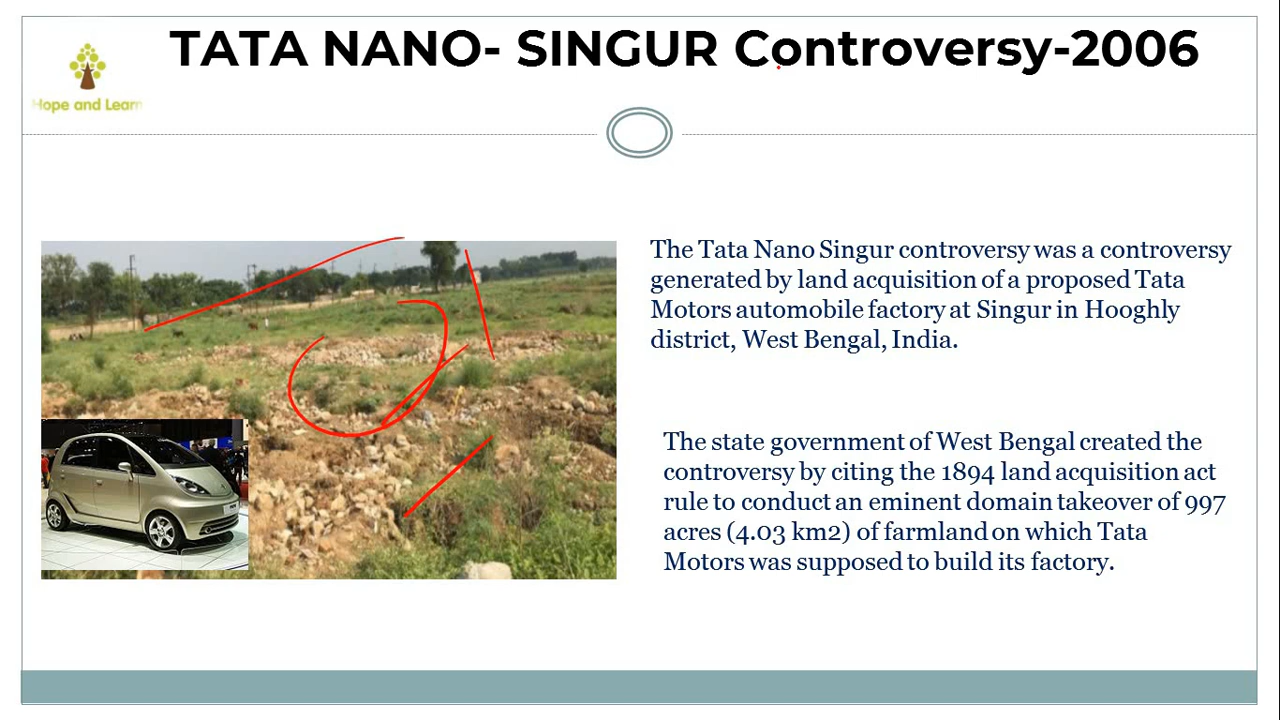 TATA NANO- SINGUR Controversy-2006
Hope and Learn
The Tata Nano Singur controversy was a controversy
generated by land acquisition of a proposed Tata
Motors automobile factory at Singur in Hooghly
district, West Bengal, India.
The state government of West Bengal created the
controversy by citing the 1894 land acquisition act
rule to conduct an eminent domain takeover of 997
acres (4.03 km2) of farmland on which Tata
Motors was supposed to build its factory.